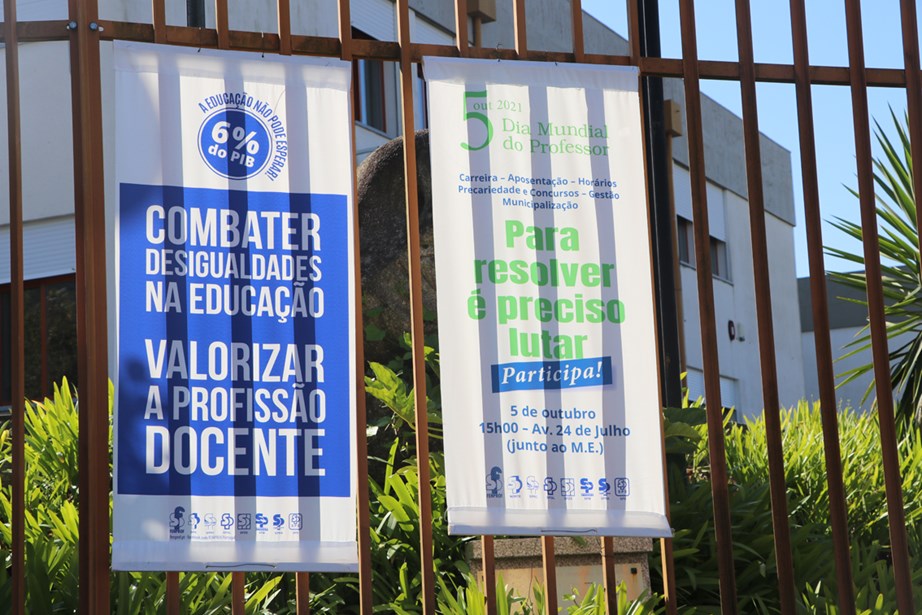 A EDUCAÇÃO NÃO PODE ESPERAR!
6%
do PIB
COMBATER
DESIGUALDADES
NA EDUCAÇÃO
VALORIZAR
A PROFISSÃO
DOCENTE
5 out 2021
Dia Mundial
do Professor
Carreira – Aposentação – Horários
Precariedade e Concursos – Gestão
Municipalização
Para
resolver
é preciso
lutar
Participa!
5 de outubro
15h00 – Av. 24 de Julho
(junto ao M.E.)